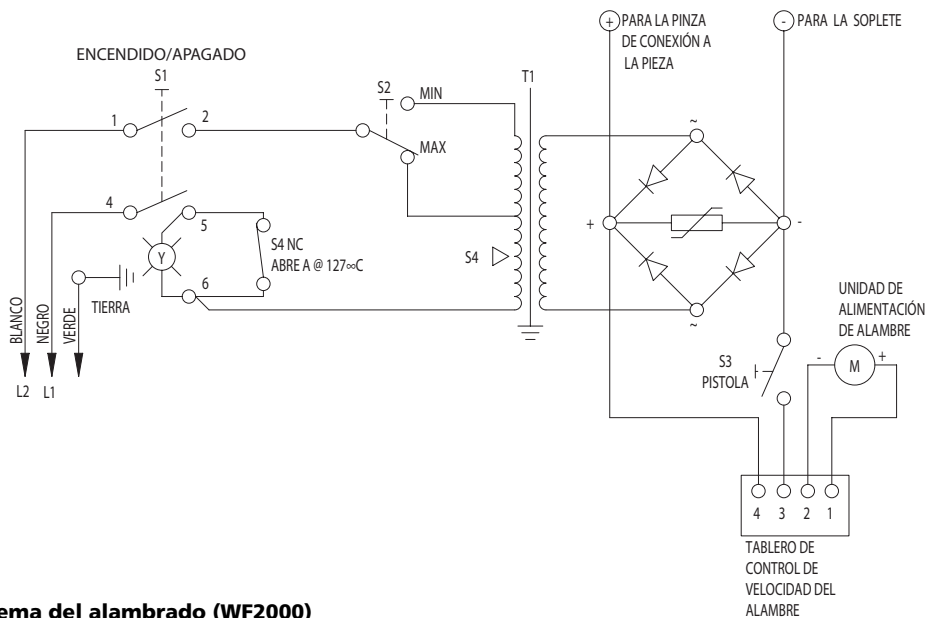 + PARA LA PINZA
DE CONEXIÓN A
LA PIEZA
- PARA LA SOPLETE
ENCENDIDO/APAGADO
S1
1
2
S2
MIN
MAX
T1
~
4
5
S4 NC
ABRE A @ 127∞C
Y
6
S4
+
-
~
TIERRA
BLANCO
NEGRO
VERDE
L2
L1
S3
PISTOLA
UNIDAD DE
ALIMENTACIÓN
DE ALAMBRE
-
M
+
4 3 2 1
TABLERO DE
CONTROL DE
VELOCIDAD DEL
ALAMBRE
ema del alambrado (WF2000)